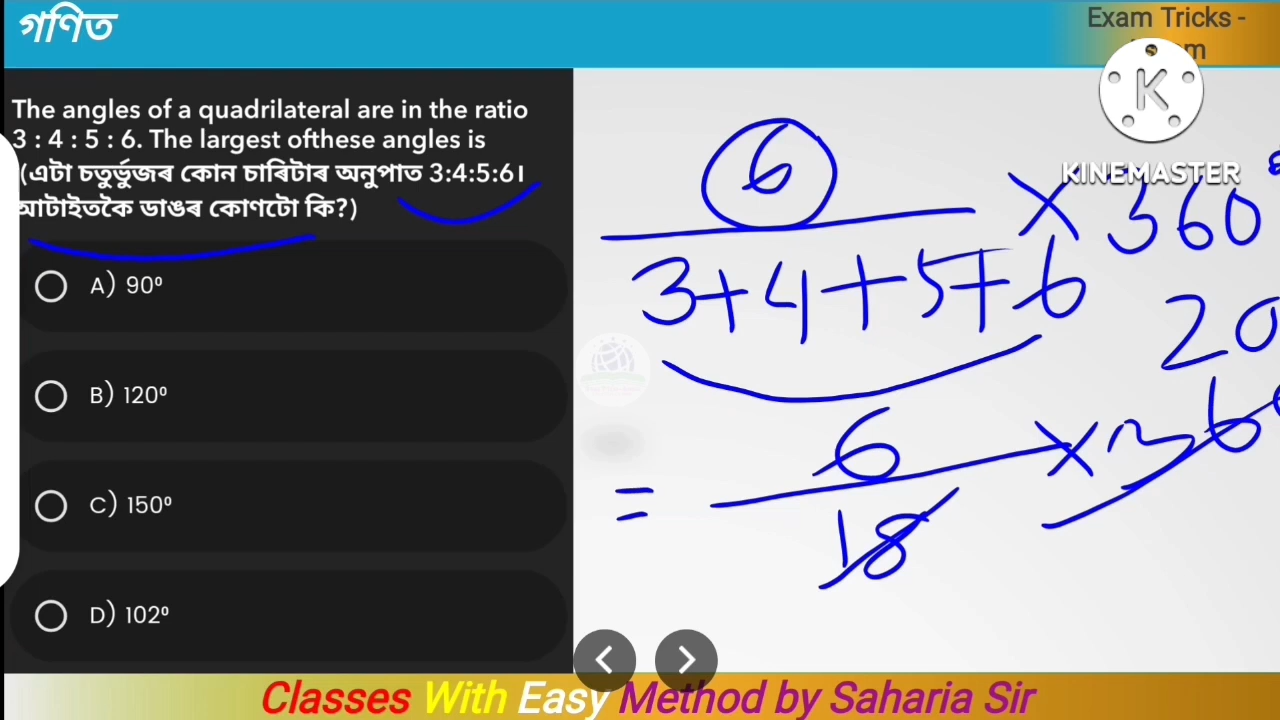 গণিত
Exam Tricks -
The angles of a quadrilateral are in the ratio
3 : 4 : 5 : 6. The largest ofthese angles is
(এটা চতুৰ্ভুজৰ কোন চাৰিটাৰ অনুপাত 3:4:5:6।
আটাইতকৈ ডাঙৰ কোণটো কি?)
A) 90º
B) 120º
C) 150º
D) 102º
K
KINEMASTER
6
× 360
3+4+5+6
20
= 6 × 36
18
Classes With Easy Method by Saharia Sir